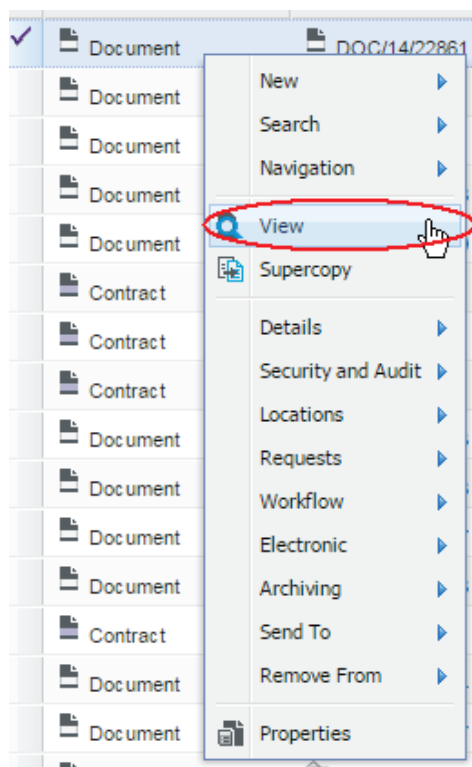 Document DOC/14/22861
Document
Document
Document
Document
Contract
Contract
Contract
Document
Document
Document
Document
Contract
Document
Document
New
Search
Navigation
View
Supercopy
Details
Security and Audit
Locations
Requests
Workflow
Electronic
Archiving
Send To
Remove From
Properties